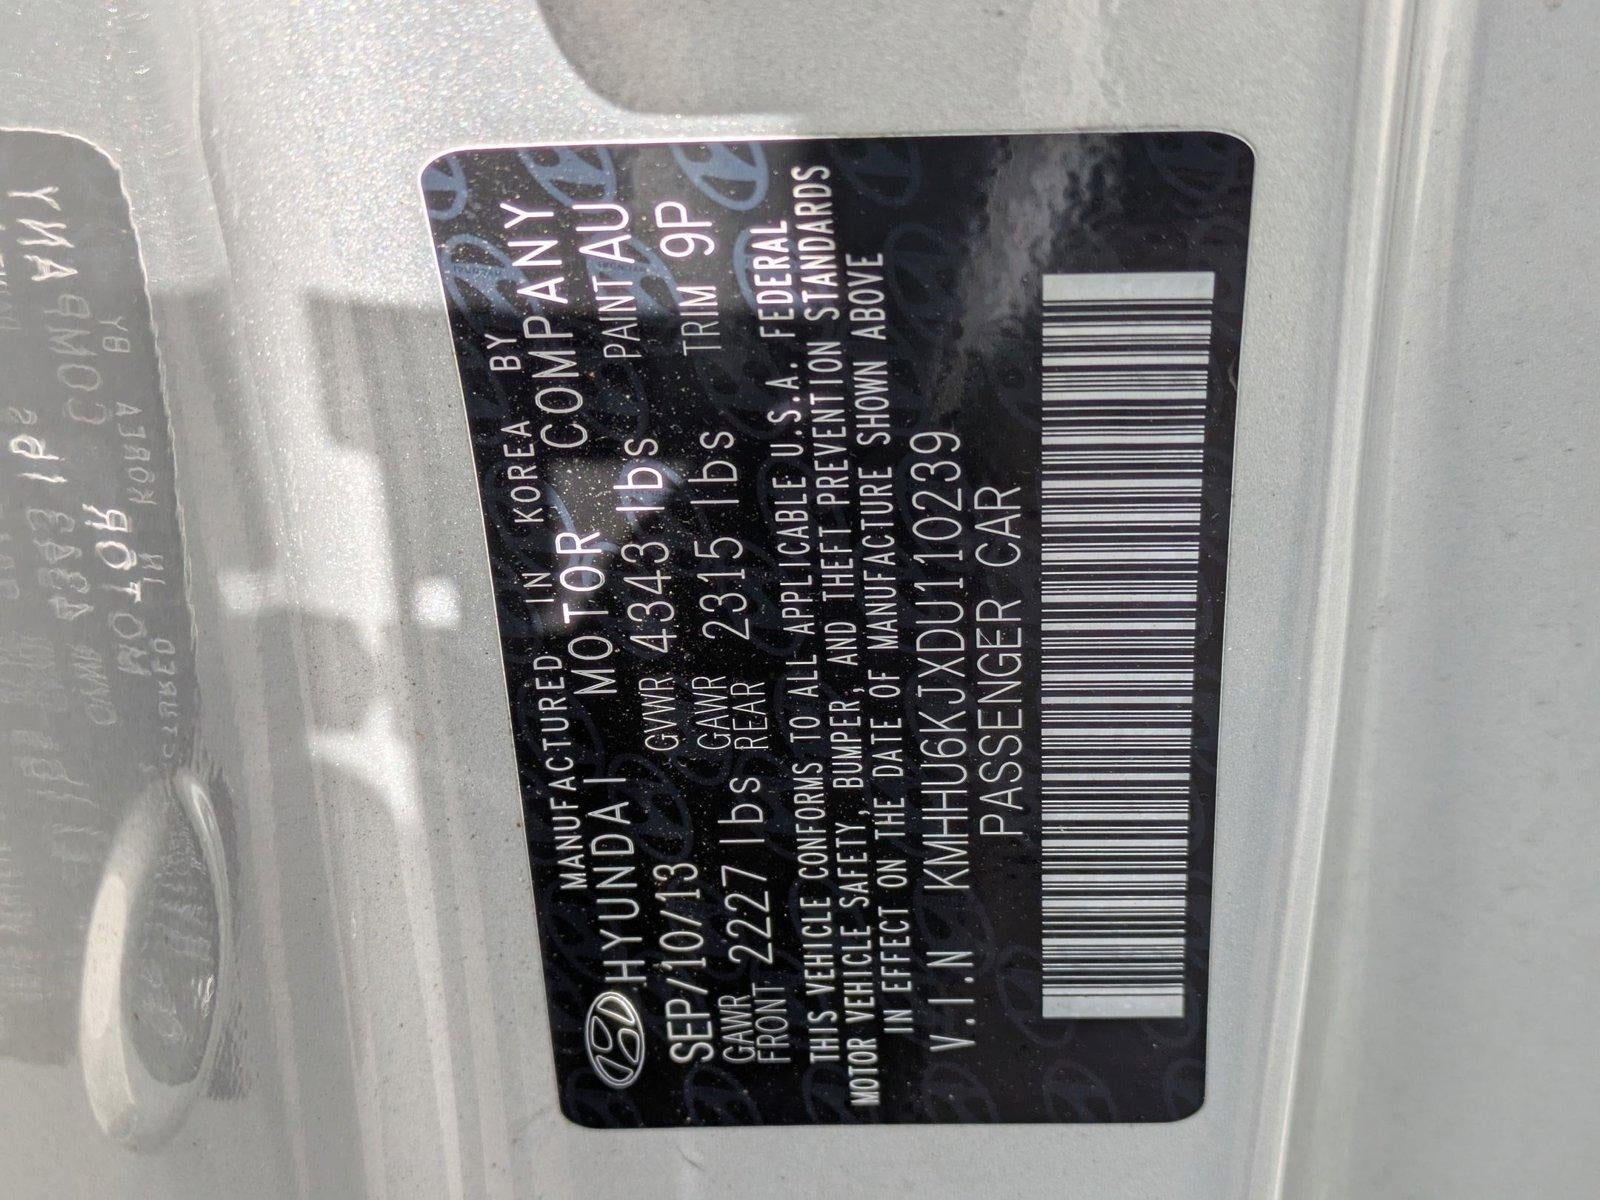 MANUFACTURED IN KOREA BY
HYUNDAI MOTOR COMPANY
SEP/10/13 GVWR 4343 lbs PAINT AU
GAWR FRONT 2227 lbs GAWR REAR 2315 lbs TRIM 9P
THIS VEHICLE CONFORMS TO ALL APPLICABLE U.S.A. FEDERAL
MOTOR VEHICLE SAFETY, BUMPER, AND THEFT PREVENTION STANDARDS
IN EFFECT ON THE DATE OF MANUFACTURE SHOWN ABOVE
V.I.N KMHHU6KJXDU110239
PASSENGER CAR